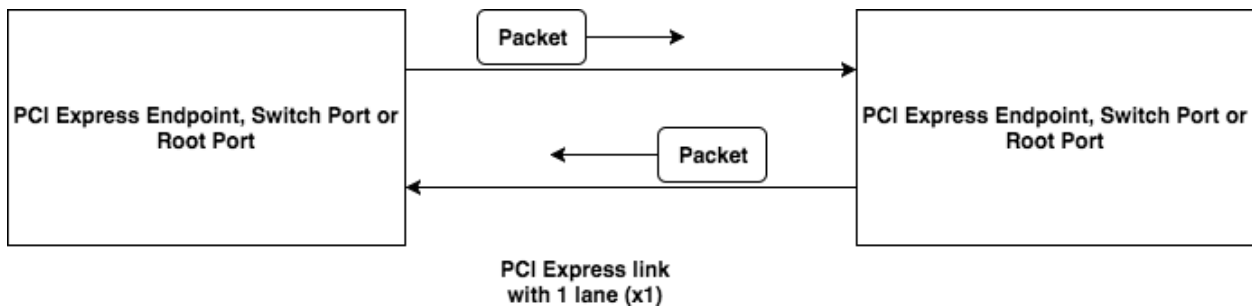 Packet
PCI Express Endpoint, Switch Port or
Root Port
PCI Express Endpoint, Switch Port or
Root Port
Packet
PCI Express link
with 1 lane (x1)